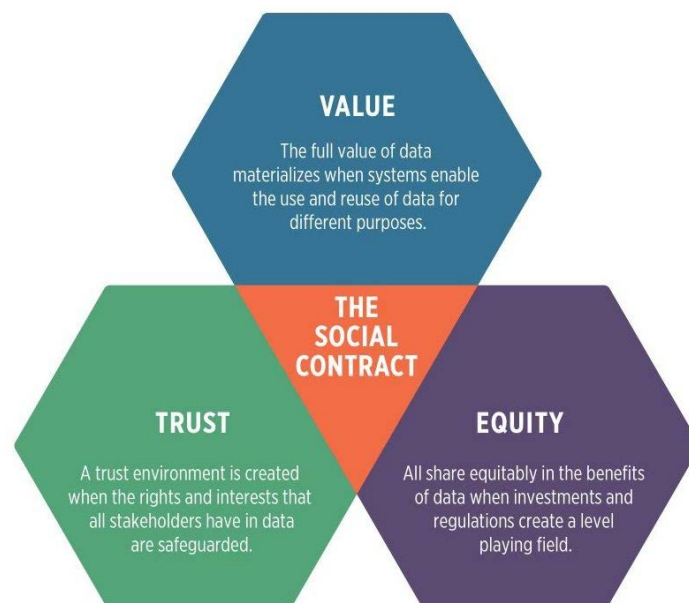 VALUE
The full value of data
materializes when systems enable
the use and reuse of data for
different purposes.
THE
SOCIAL
CONTRACT
TRUST
A trust environment is created
when the rights and interests that
all stakeholders have in data
are safeguarded.
EQUITY
All share equitably in the benefits
of data when investments and
regulations create a level
playing field.